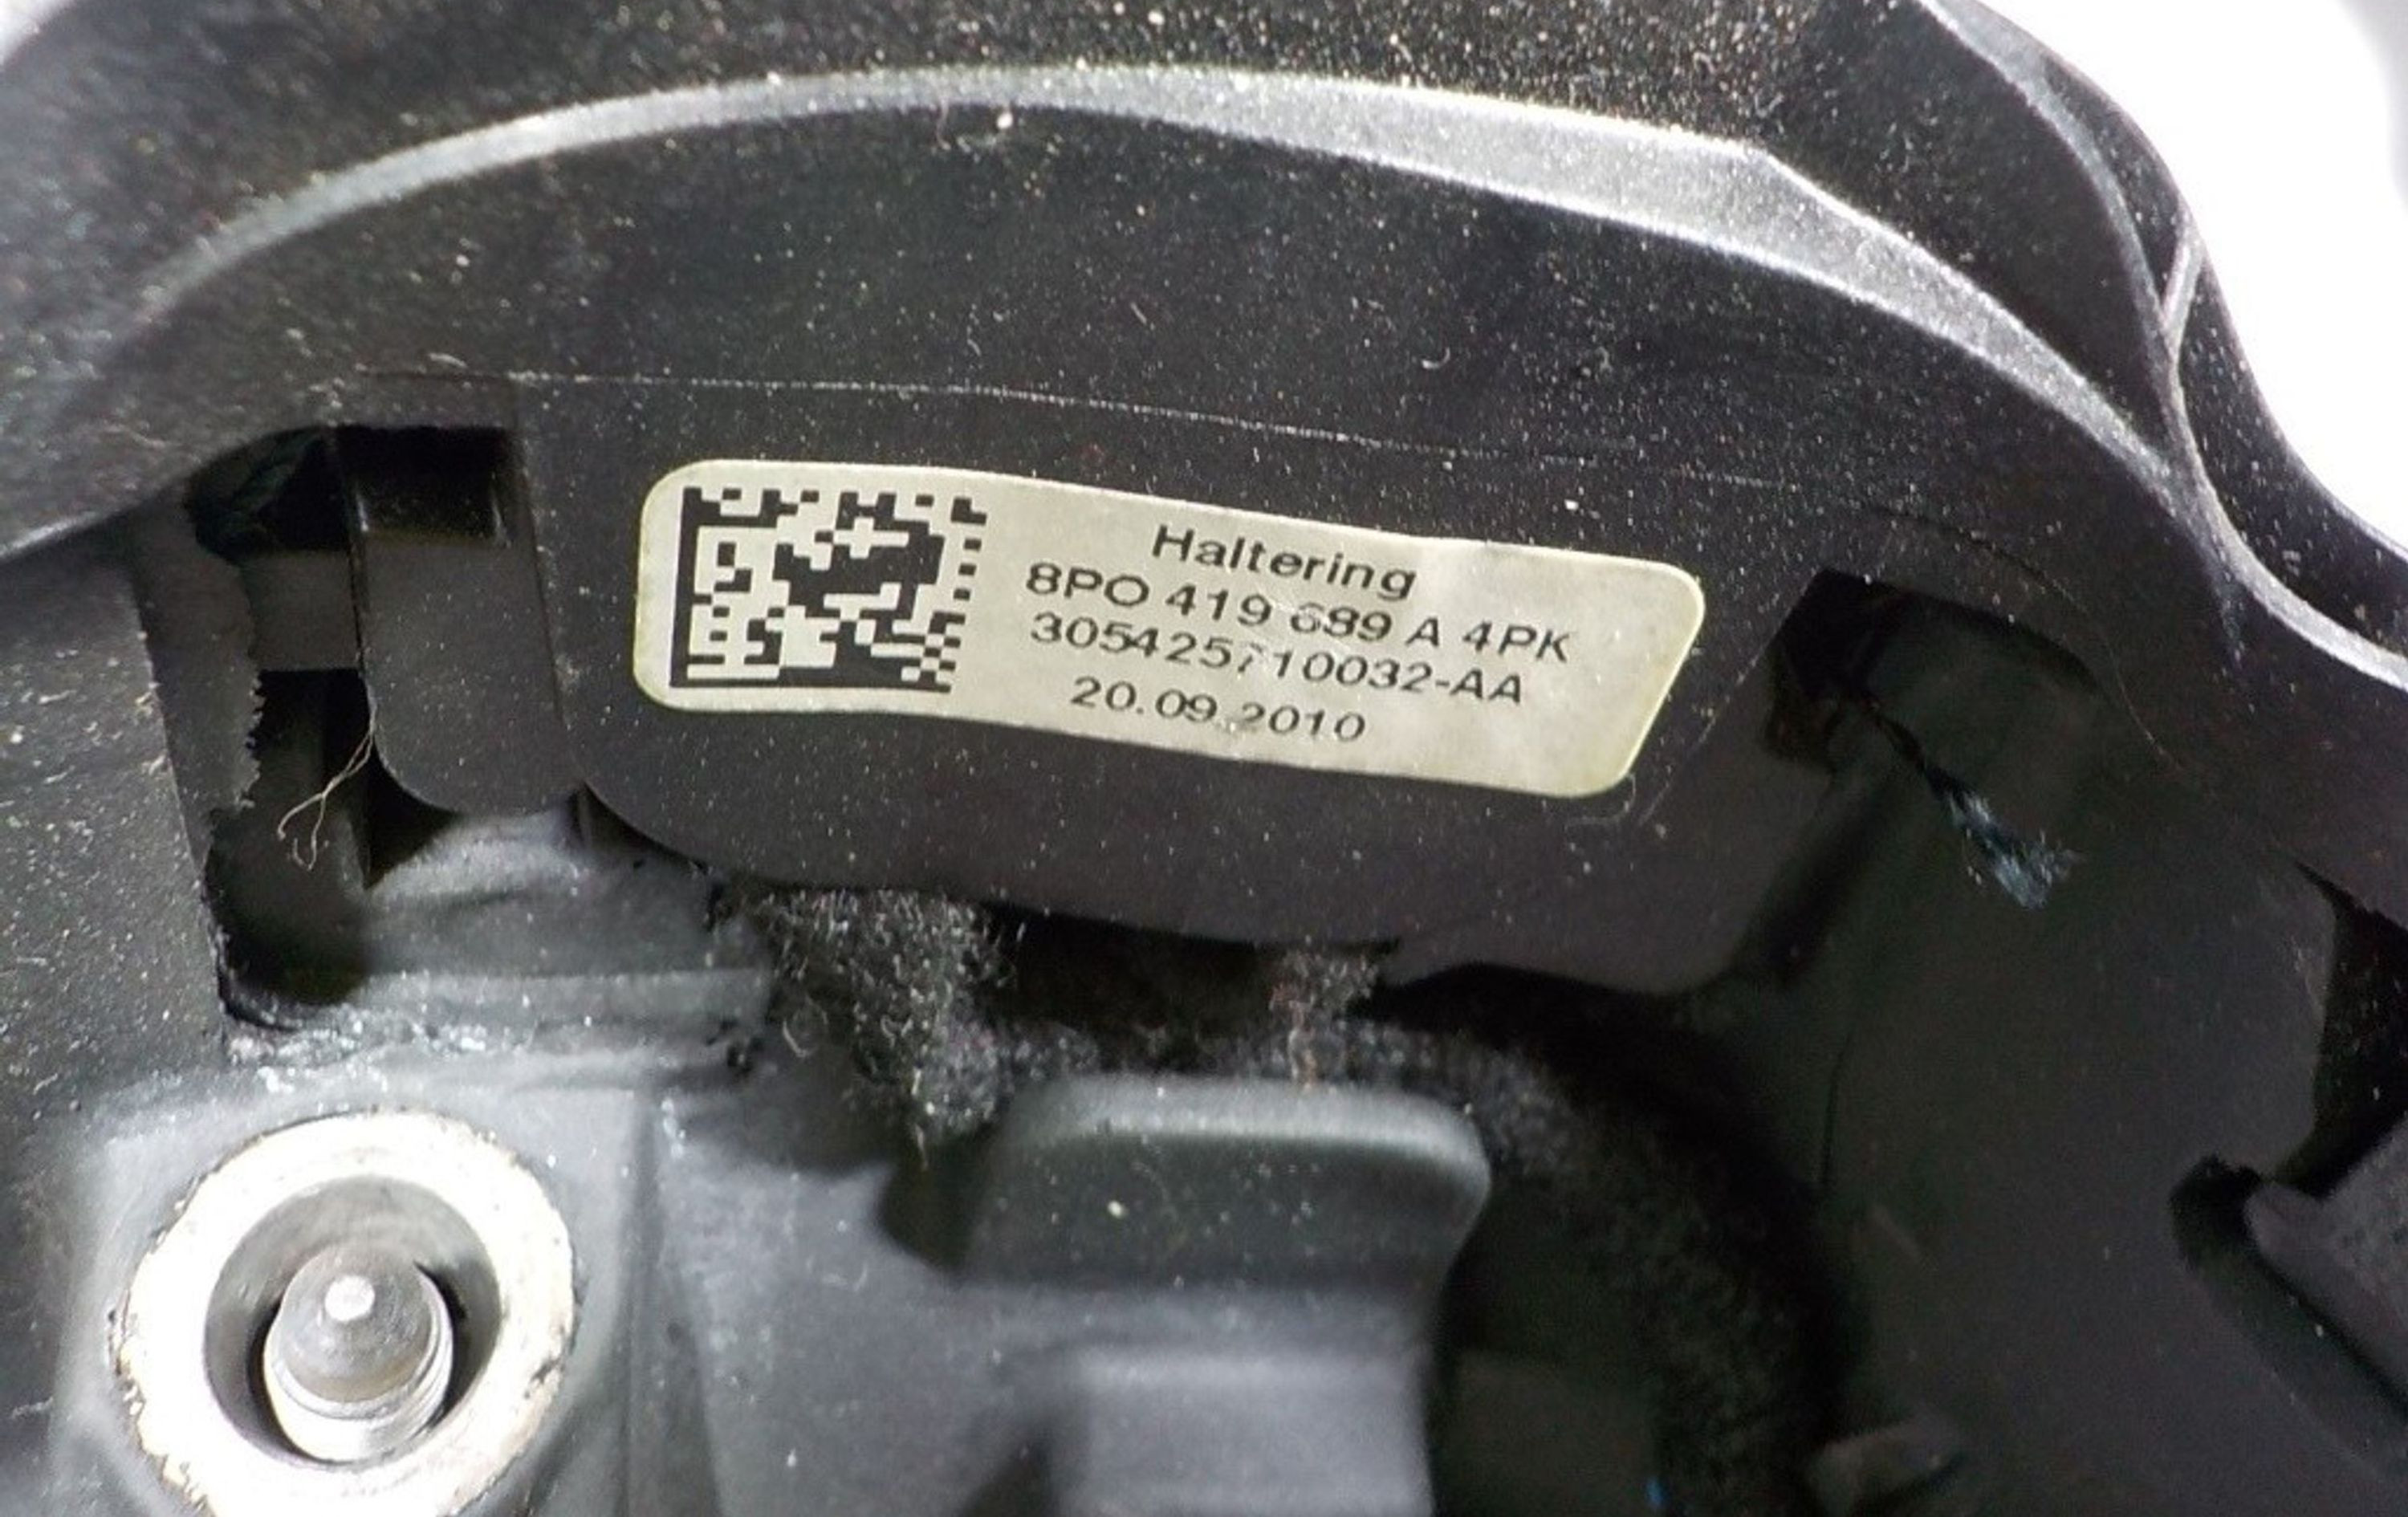 Haltering
8PO 419 689 A 4PK
305425710032-AA
20.09.2010